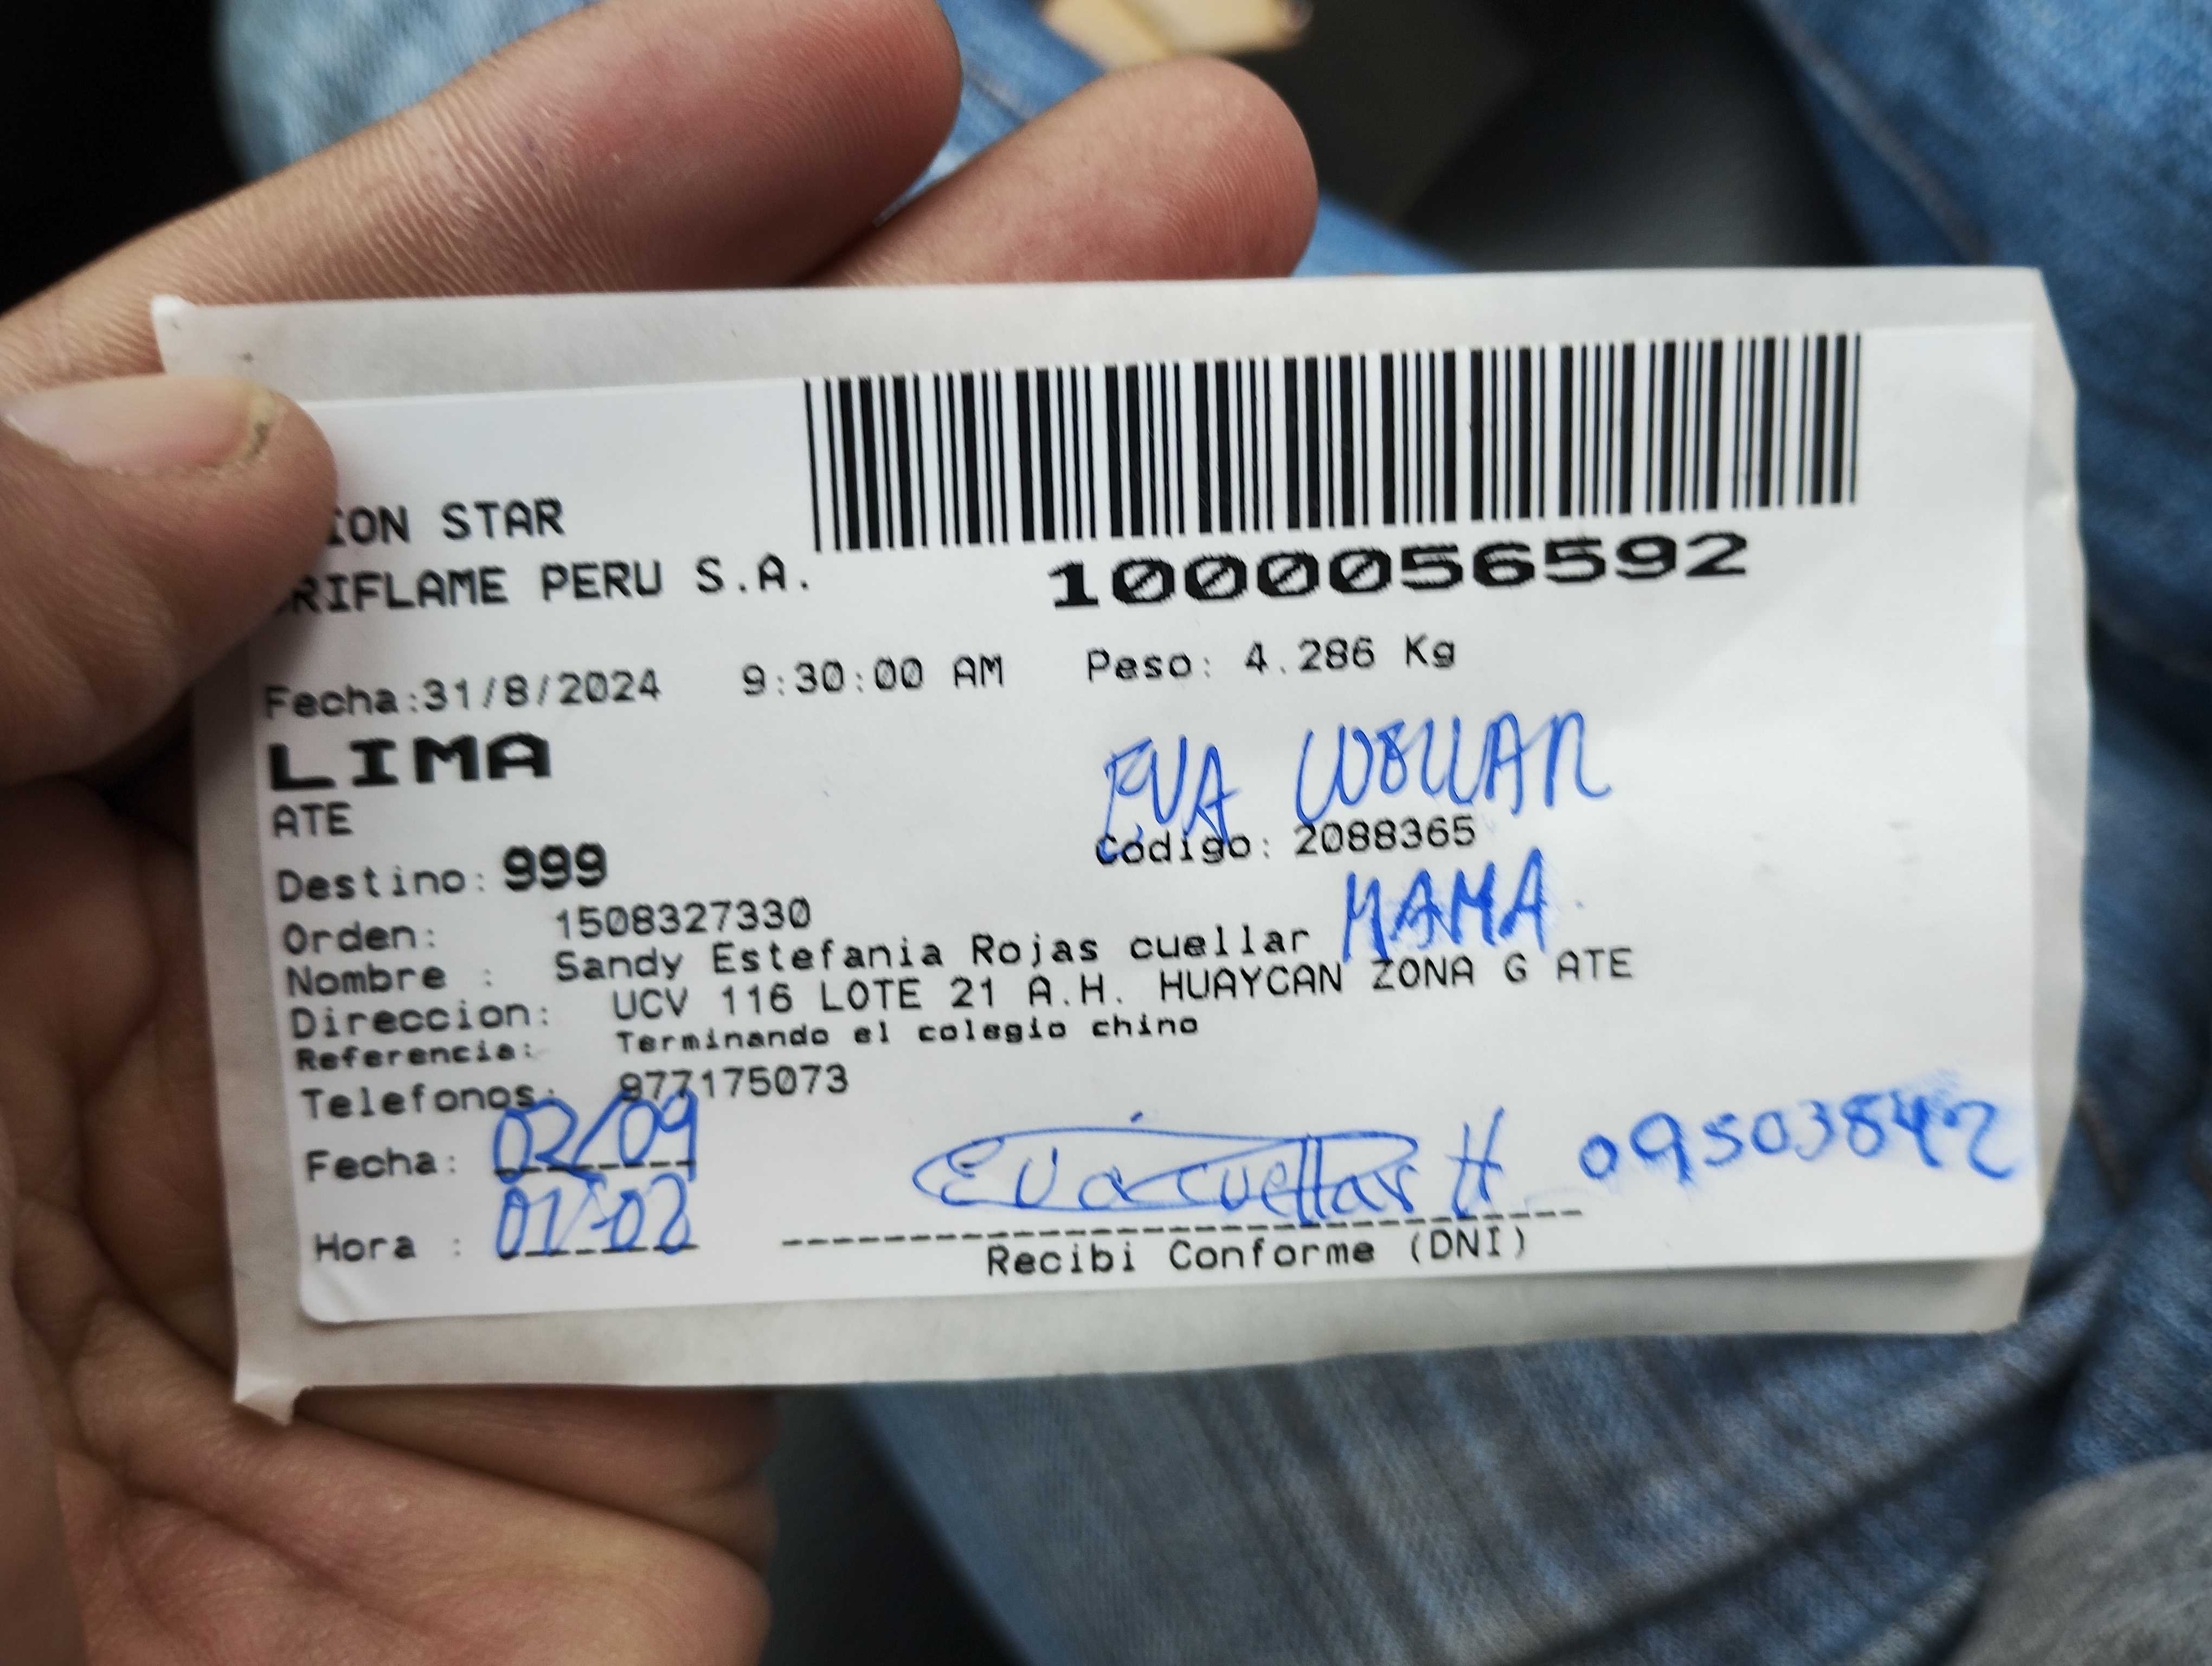 ION STAR
RIFLAME PERU S.A.
1000056592
Fecha:31/8/2024 9:30:00 AM Peso: 4.286 Kg
LIMA
EVA CUELLAR
ATE
Codigo: 2088365
Destino: 999
MAMA
Orden: 1508327330
Nombre : Sandy Estefania Rojas cuellar
Direccion: UCV 116 LOTE 21 A.H. HUAYCAN ZONA G ATE
Referencia: Terminando el colegio chino
Telefonos: 977175073
Fecha: 02/09
Eva Cuellar H 09503842
Hora : 01:02
Recibi Conforme (DNI)